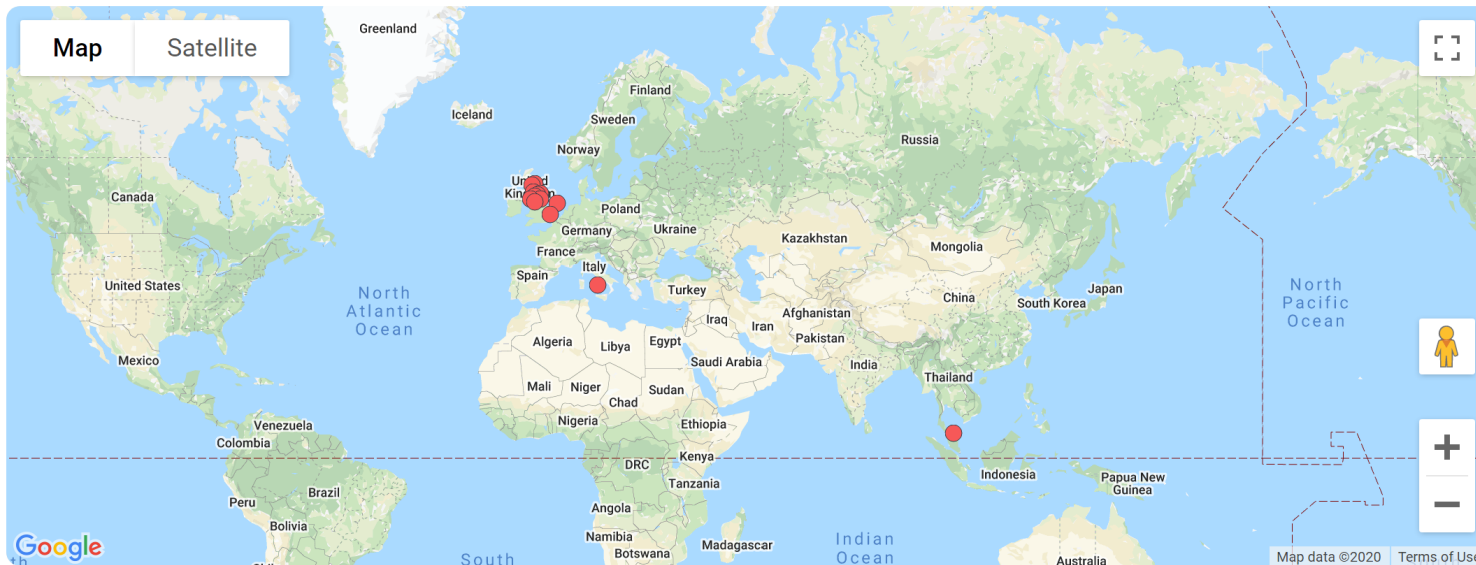 Map
Satellite
Greenland
Iceland
Finland
Sweden
Norway
Russia
Canada
United
Kingdom
Poland
Germany
Ukraine
France
Kazakhstan
Mongolia
Italy
Spain
Turkey
United States
North
Atlantic
Ocean
China
South Korea
Japan
North
Pacific
Ocean
Afghanistan
Iraq
Iran
Pakistan
Algeria
Libya
Egypt
Saudi Arabia
India
Mexico
Mali
Niger
Sudan
Chad
Thailand
Nigeria
Ethiopia
Venezuela
Colombia
DRC
Kenya
Tanzania
Indonesia
Papua New
Guinea
Peru
Brazil
Angola
Bolivia
Namibia
Botswana
Madagascar
Indian
Ocean
South
Australia
Google
Map data ©2020
Terms of Use